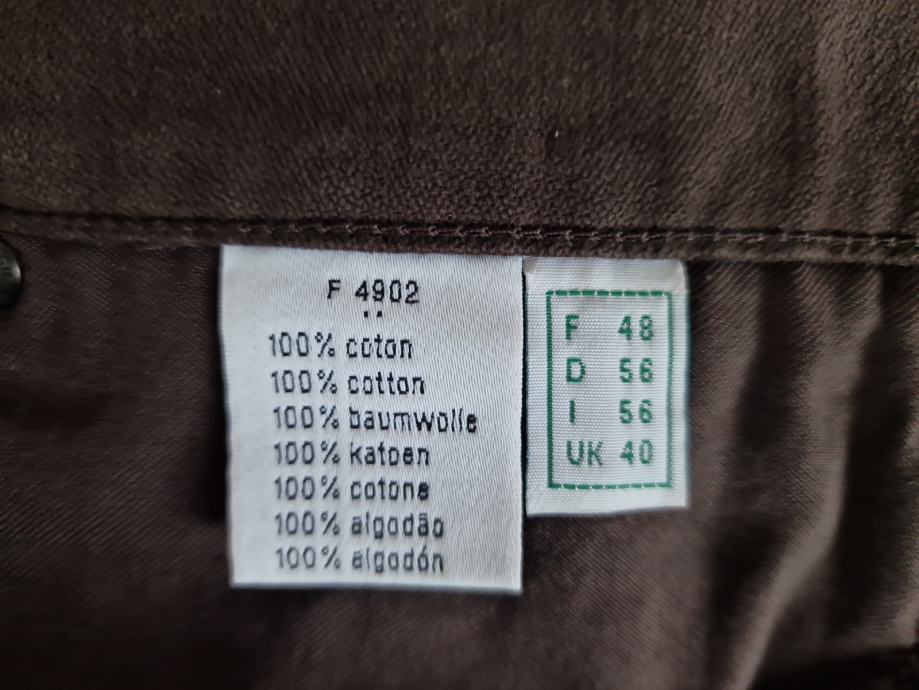 F 4902
100% coton
100% cotton
100% baumwolle
100% katoen
100% cotone
100% algodão
100% algodón
F 48
D 56
I 56
UK 40